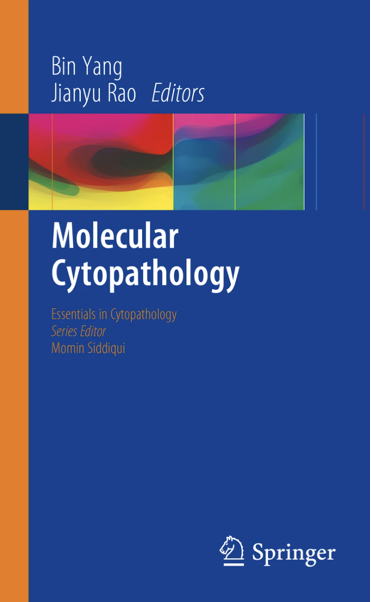 Bin Yang
Jianyu Rao Editors
Molecular
Cytopathology
Essentials in Cytopathology
Series Editor
Momin Siddiqui
Springer